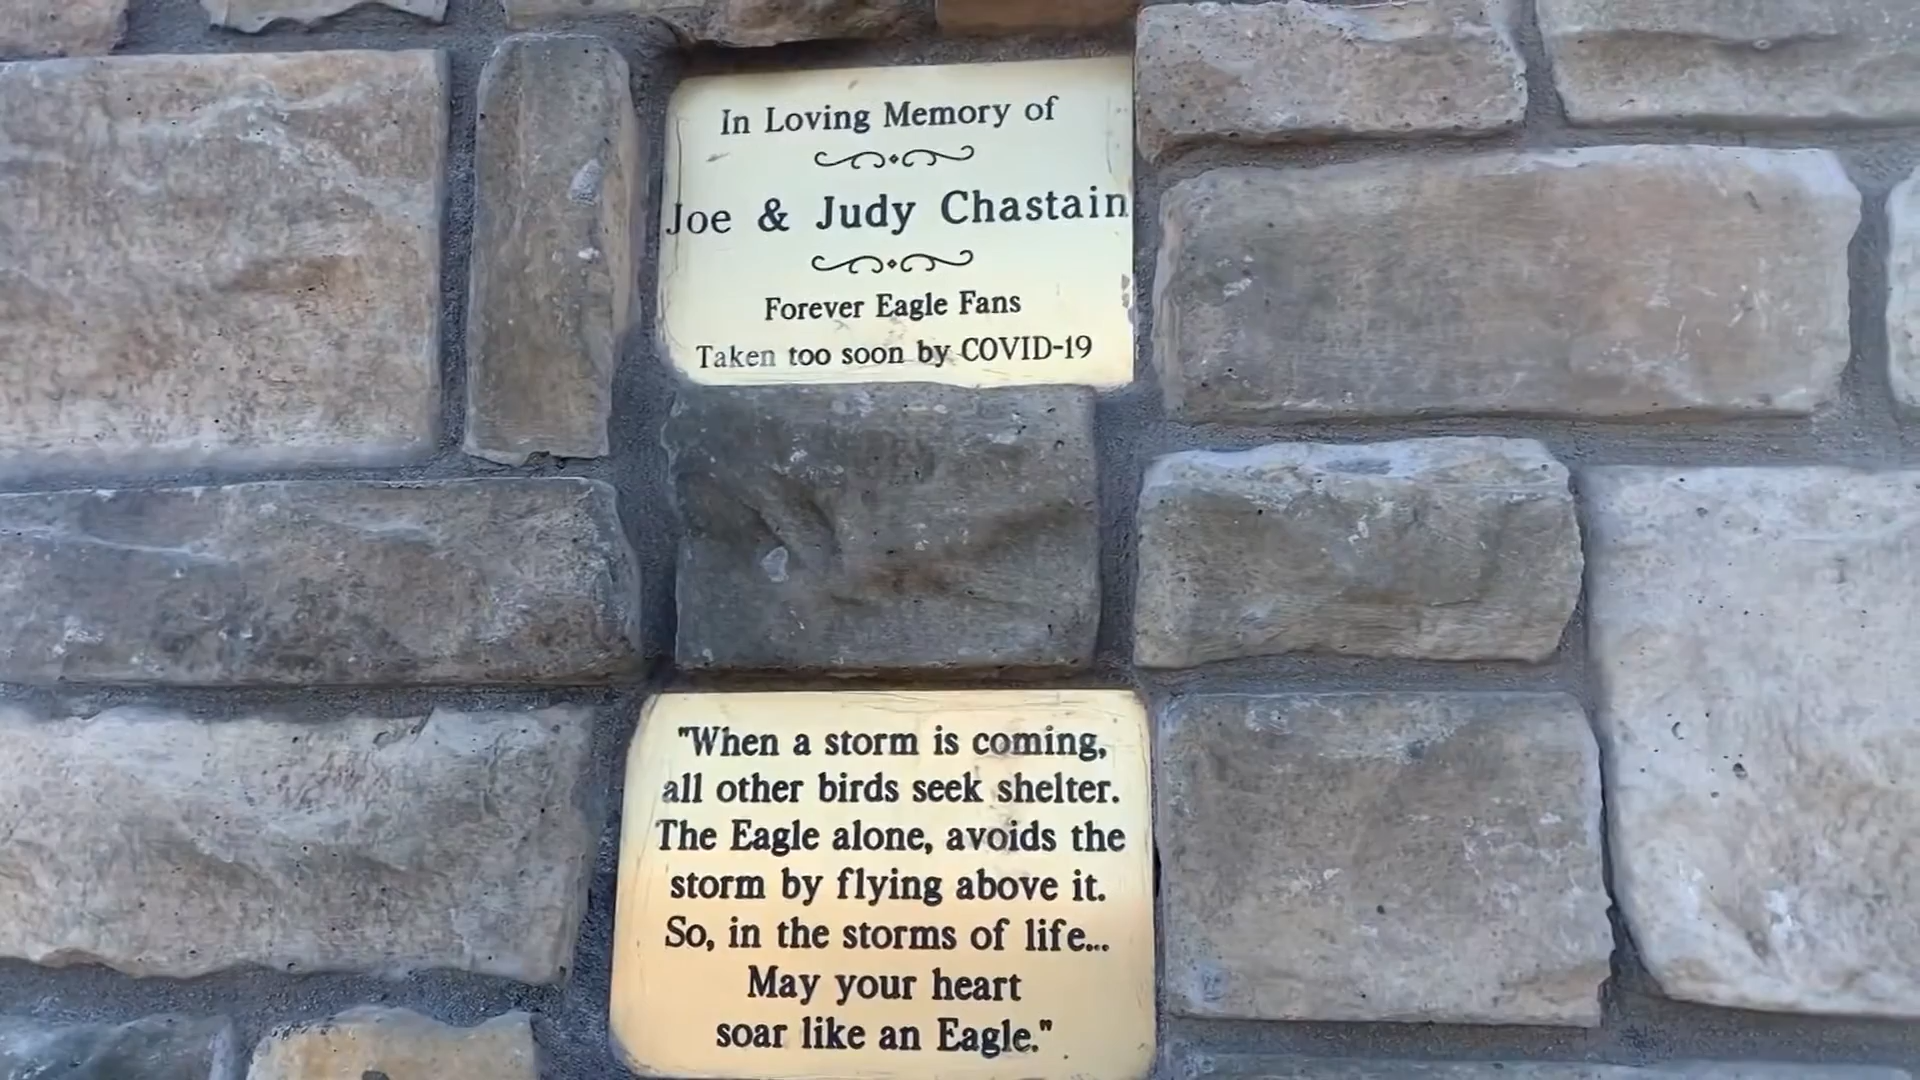 In Loving Memory of
Joe & Judy Chastain
Forever Eagle Fans
Taken too soon by COVID-19
"When a storm is coming,
all other birds seek shelter.
The Eagle alone, avoids the
storm by flying above it.
So, in the storms of life...
May your heart
soar like an Eagle."